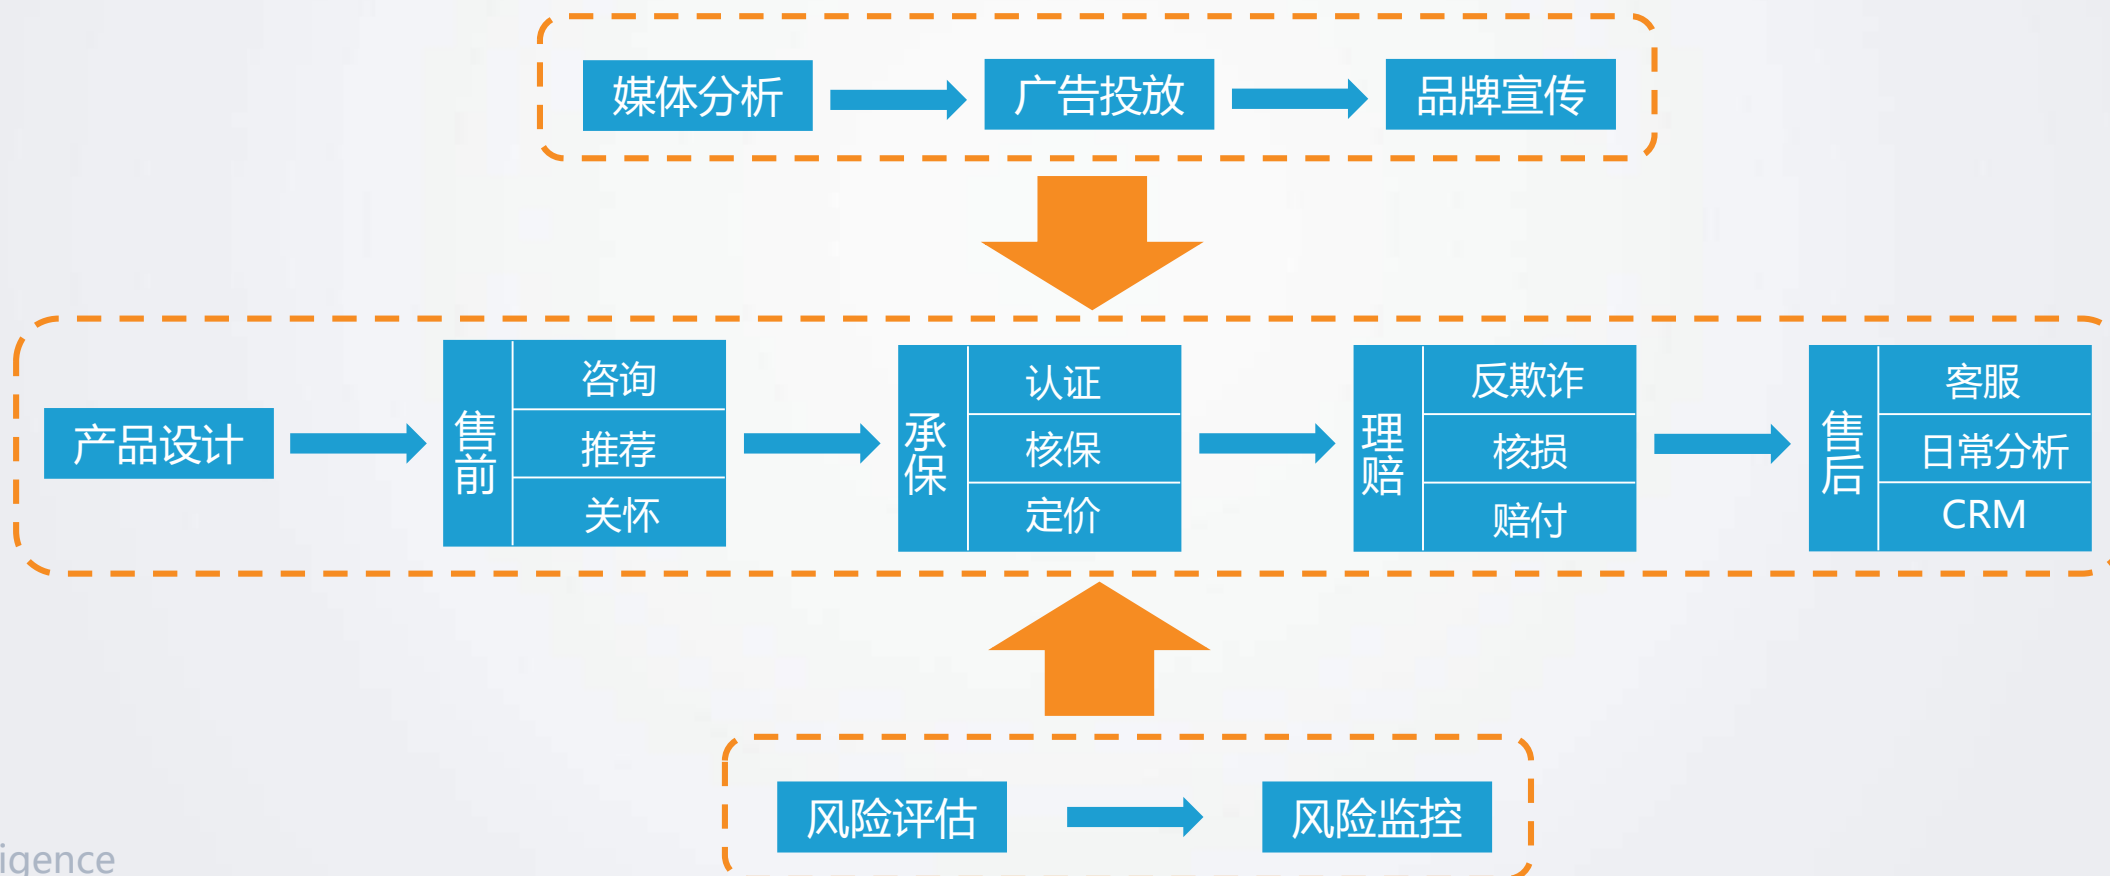 媒体分析
广告投放
品牌宣传
产品设计
售前
咨询
推荐
关怀
承保
认证
核保
定价
理赔
反欺诈
核损
赔付
售后
客服
日常分析
CRM
风险评估
风险监控
igence